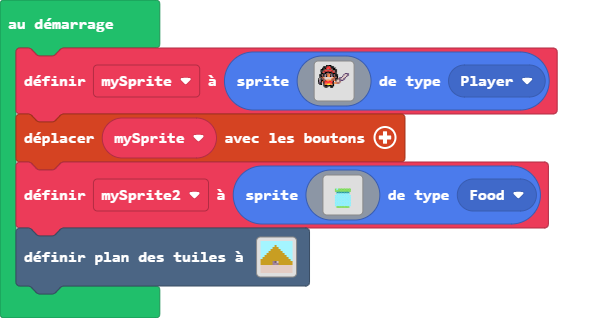 au démarrage
définir mySprite à sprite de type Player
déplacer mySprite avec les boutons
définir mySprite2 à sprite de type Food
définir plan des tuiles à